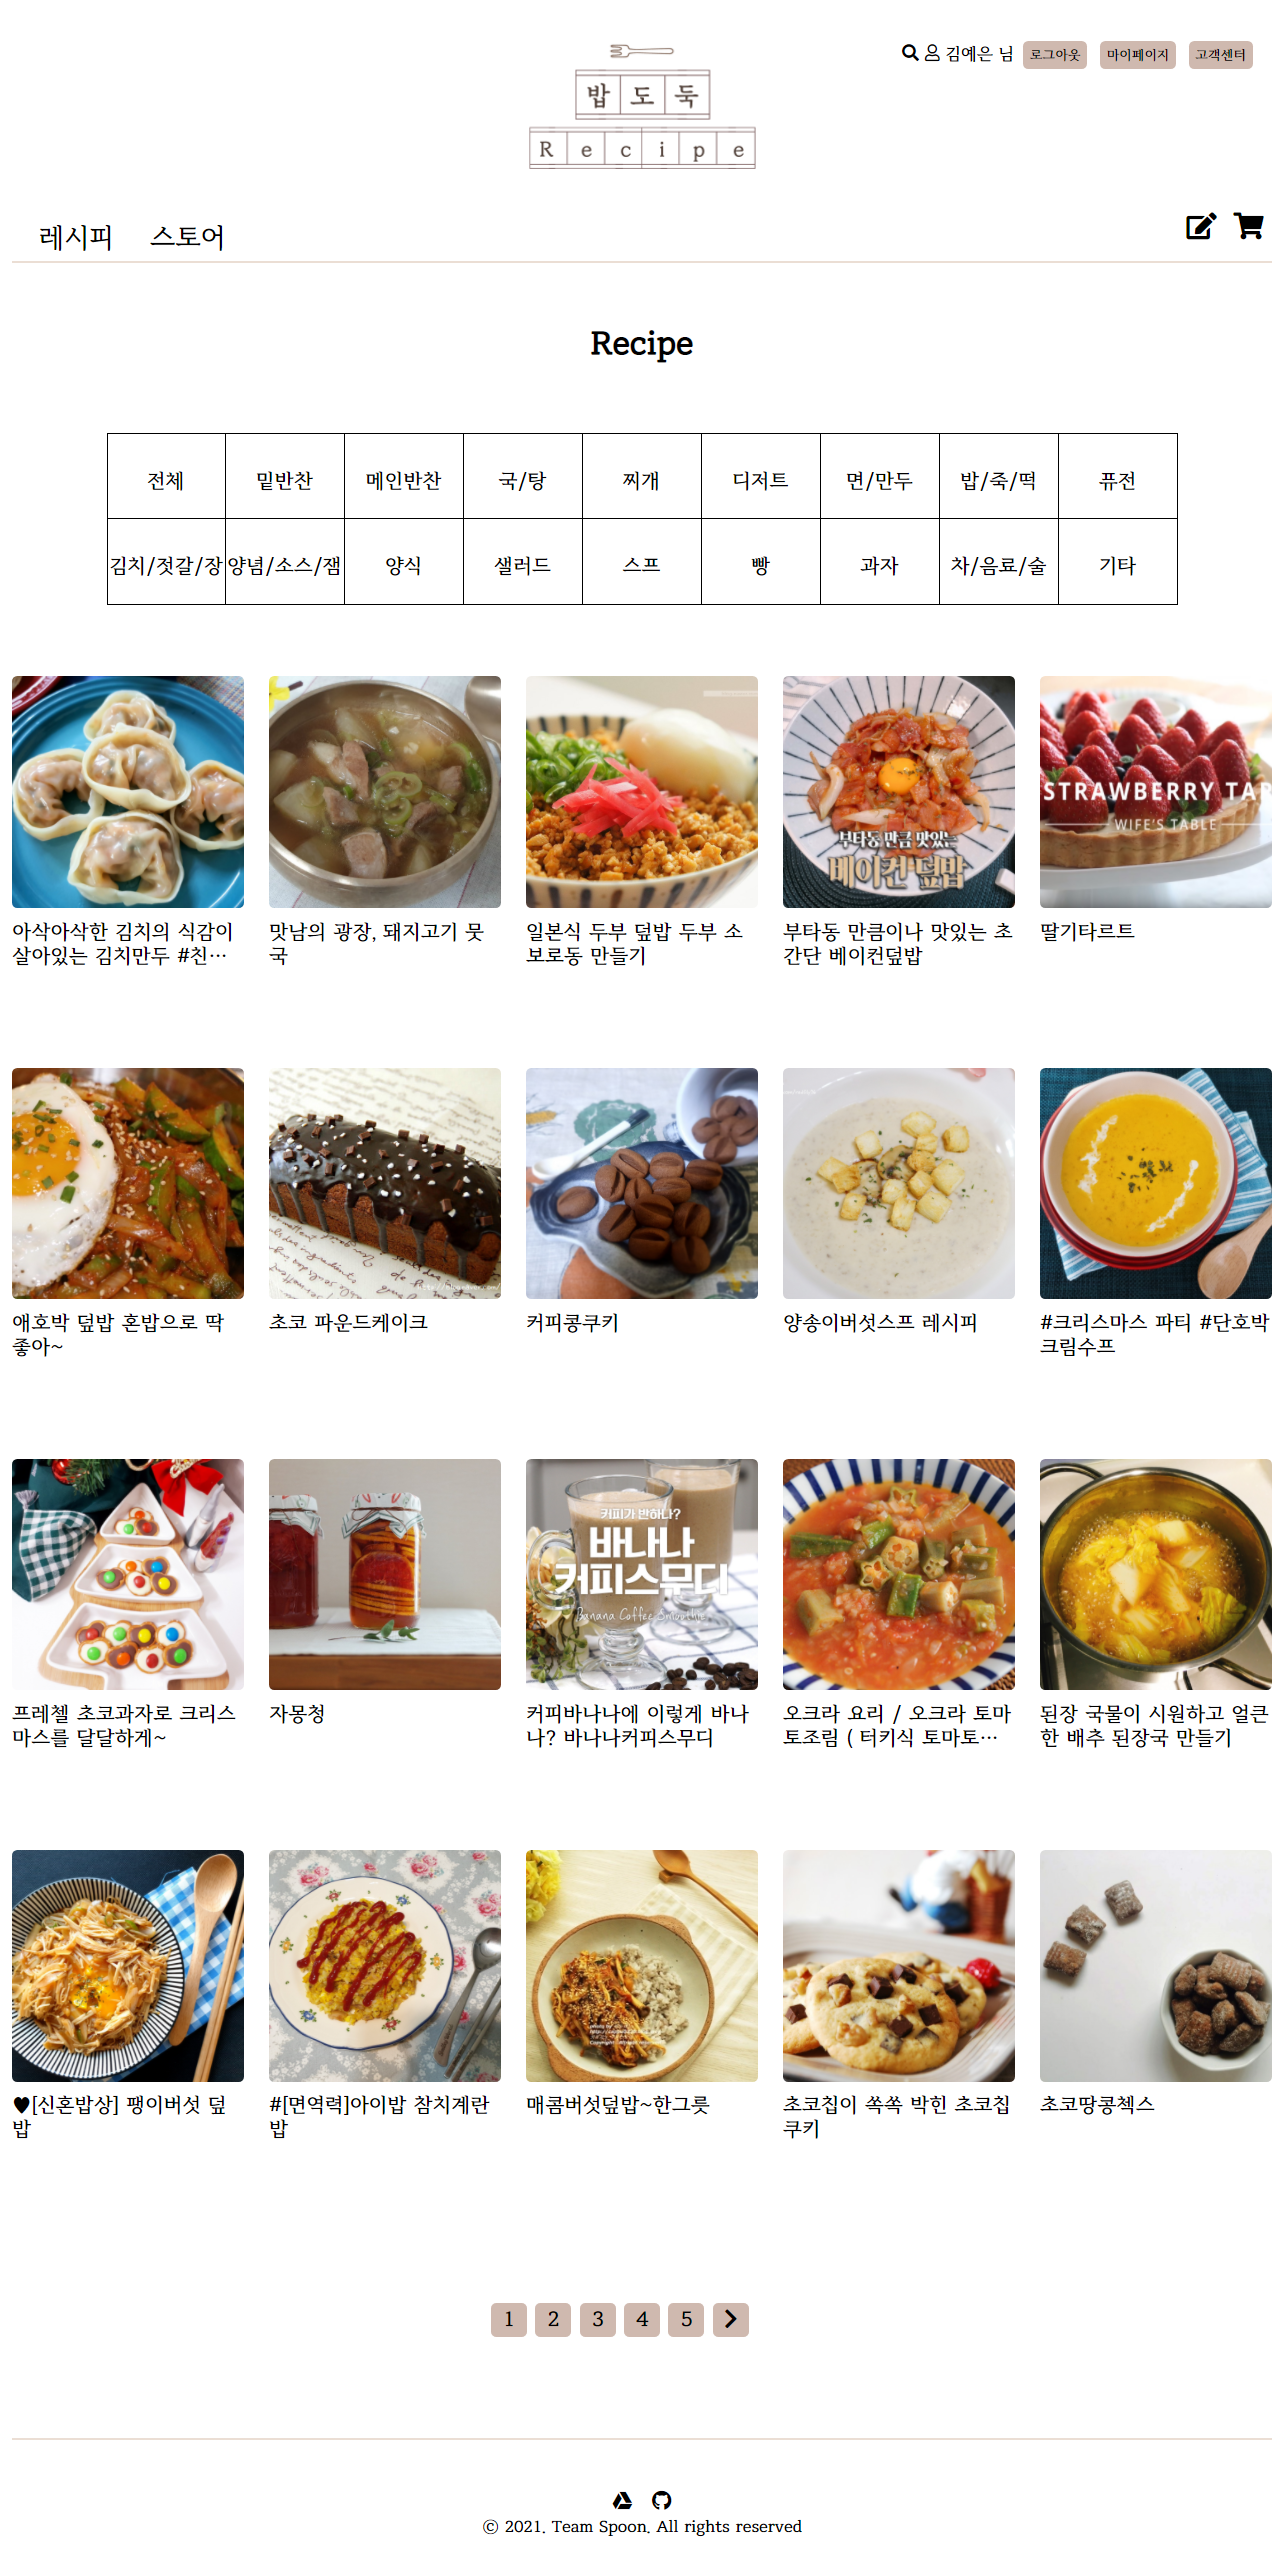 밥도둑
Recipe
김예은 님 로그아웃 마이페이지 고객센터
레시피 스토어
Recipe
전체 밑반찬 메인반찬 국/탕 찌개 디저트 면/만두 밥/죽/떡 퓨전
김치/젓갈/장 양념/소스/잼 양식 샐러드 스프 빵 과자 차/음료/술 기타
부타동 만큼 맛있는
베이컨 덮밥
STRAWBERRY TAR
WIFE'S TABLE
아삭아삭한 김치의 식감이
살아있는 김치만두 #친…
맛남의 광장, 돼지고기 뭇
국
일본식 두부 덮밥 두부 소
보로동 만들기
부타동 만큼이나 맛있는 초
간단 베이컨덮밥
딸기타르트
애호박 덮밥 혼밥으로 딱
좋아~
초코 파운드케이크
커피콩쿠키
양송이버섯스프 레시피
#크리스마스 파티 #단호박
크림수프
커피가 반하나?
바나나
커피스무디
Banana Coffee Smoothie
프레첼 초코과자로 크리스
마스를 달달하게~
자몽청
커피바나나에 이렇게 바나
나? 바나나커피스무디
오크라 요리 / 오크라 토마
토조림 ( 터키식 토마토…
된장 국물이 시원하고 얼큰
한 배추 된장국 만들기
♥[신혼밥상] 팽이버섯 덮
밥
#[면역력]아이밥 참치계란
밥
매콤버섯덮밥~한그릇
초코칩이 쏙쏙 박힌 초코칩
쿠키
초코땅콩첵스
1 2 3 4 5
ⓒ 2021. Team Spoon. All rights reserved